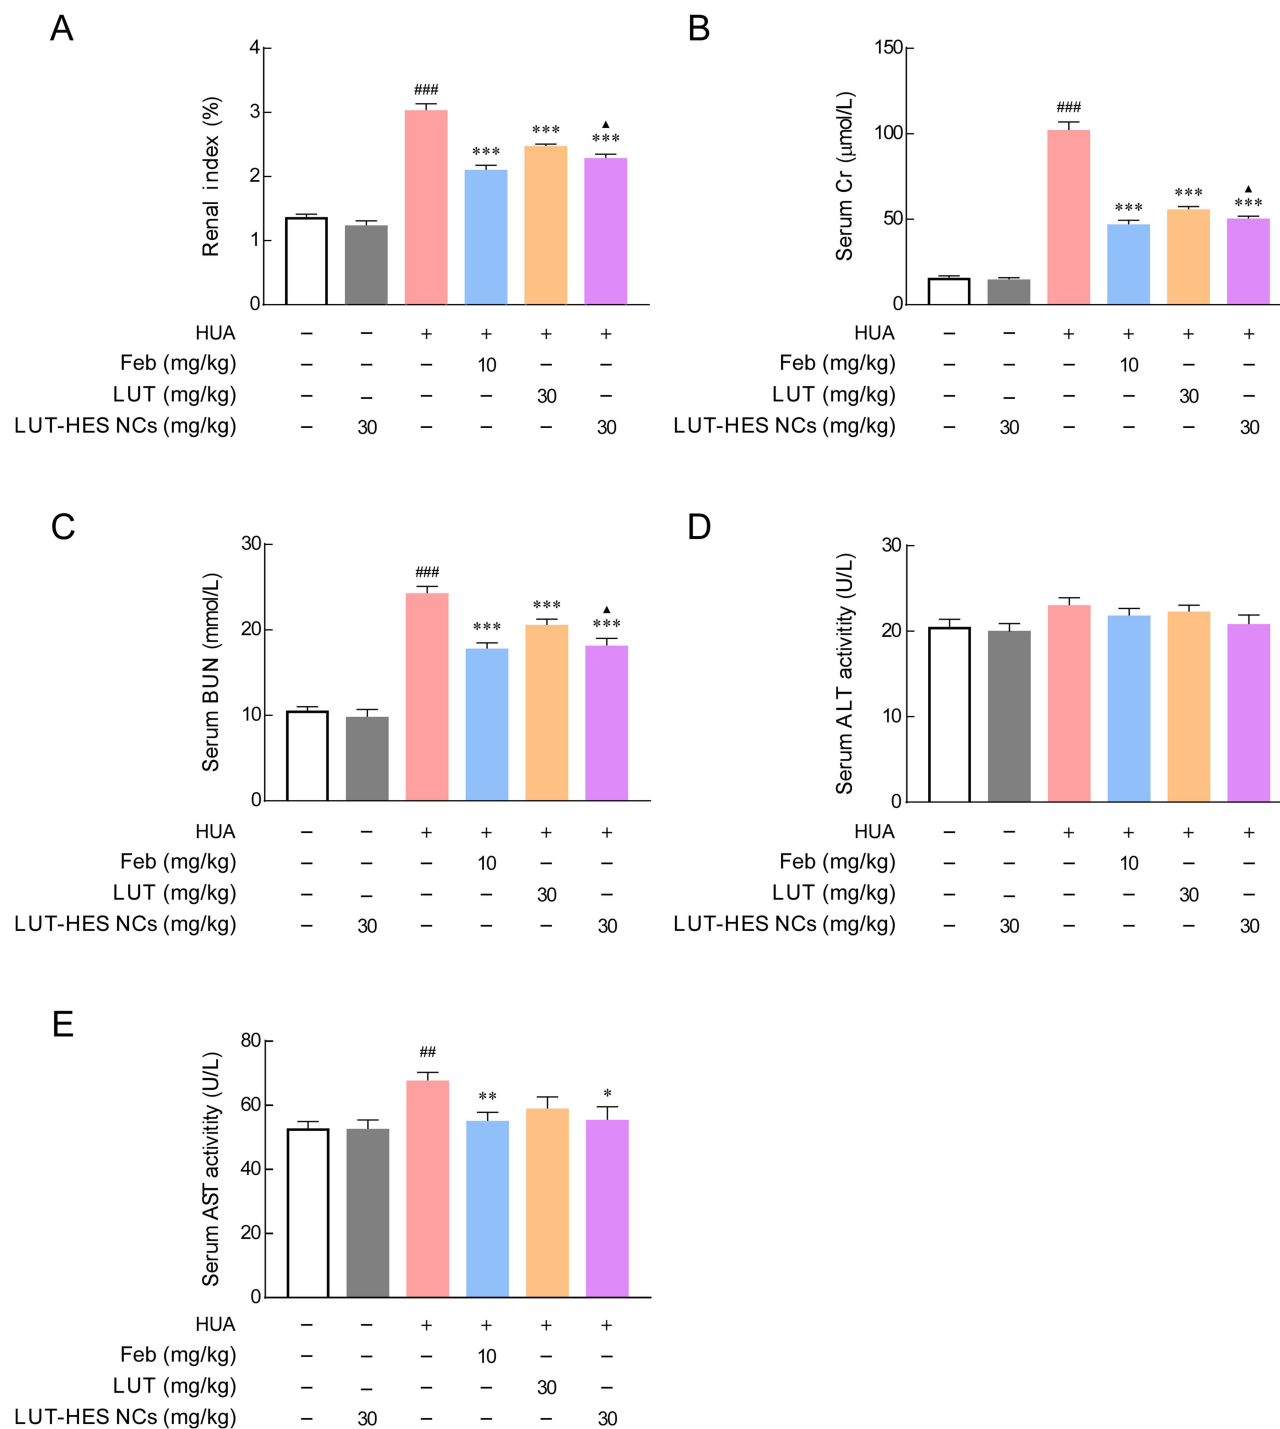 A
Renal index (%)
4
3
2
1
0
###
***
***
▲
***
HUA – – + + + +
Feb (mg/kg) – – – 10 – –
LUT (mg/kg) – – – – 30 –
LUT-HES NCs (mg/kg) – 30 – – – 30
B
Serum Cr (μmol/L)
150
100
50
0
###
***
***
▲
***
HUA – – + + + +
Feb (mg/kg) – – – 10 – –
LUT (mg/kg) – – – – 30 –
LUT-HES NCs (mg/kg) – 30 – – – 30
C
Serum BUN (mmol/L)
30
20
10
0
###
***
***
▲
***
HUA – – + + + +
Feb (mg/kg) – – – 10 – –
LUT (mg/kg) – – – – 30 –
LUT-HES NCs (mg/kg) – 30 – – – 30
D
Serum ALT activitity (U/L)
30
20
10
0
HUA – – + + + +
Feb (mg/kg) – – – 10 – –
LUT (mg/kg) – – – – 30 –
LUT-HES NCs (mg/kg) – 30 – – – 30
E
Serum AST activitity (U/L)
80
60
40
20
0
##
**
*
HUA – – + + + +
Feb (mg/kg) – – – 10 – –
LUT (mg/kg) – – – – 30 –
LUT-HES NCs (mg/kg) – 30 – – – 30